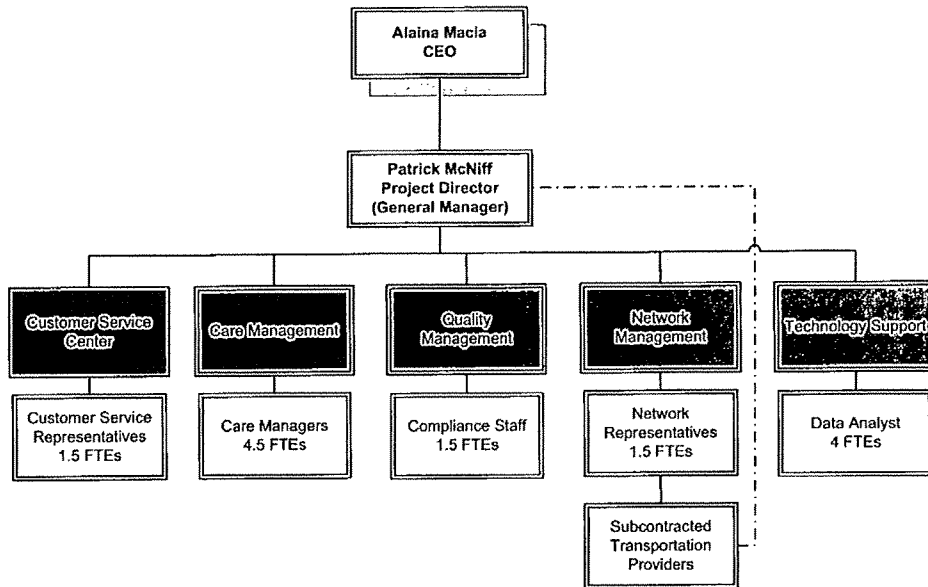 Alaina Macia
CEO
Patrick McNiff
Project Director
(General Manager)
Customer Service
Center
Care Management
Quality
Management
Network
Management
Technology Support
Customer Service
Representatives
1.5 FTEs
Care Managers
4.5 FTEs
Compliance Staff
1.5 FTEs
Network
Representatives
1.5 FTEs
Data Analyst
4 FTEs
Subcontracted
Transportation
Providers